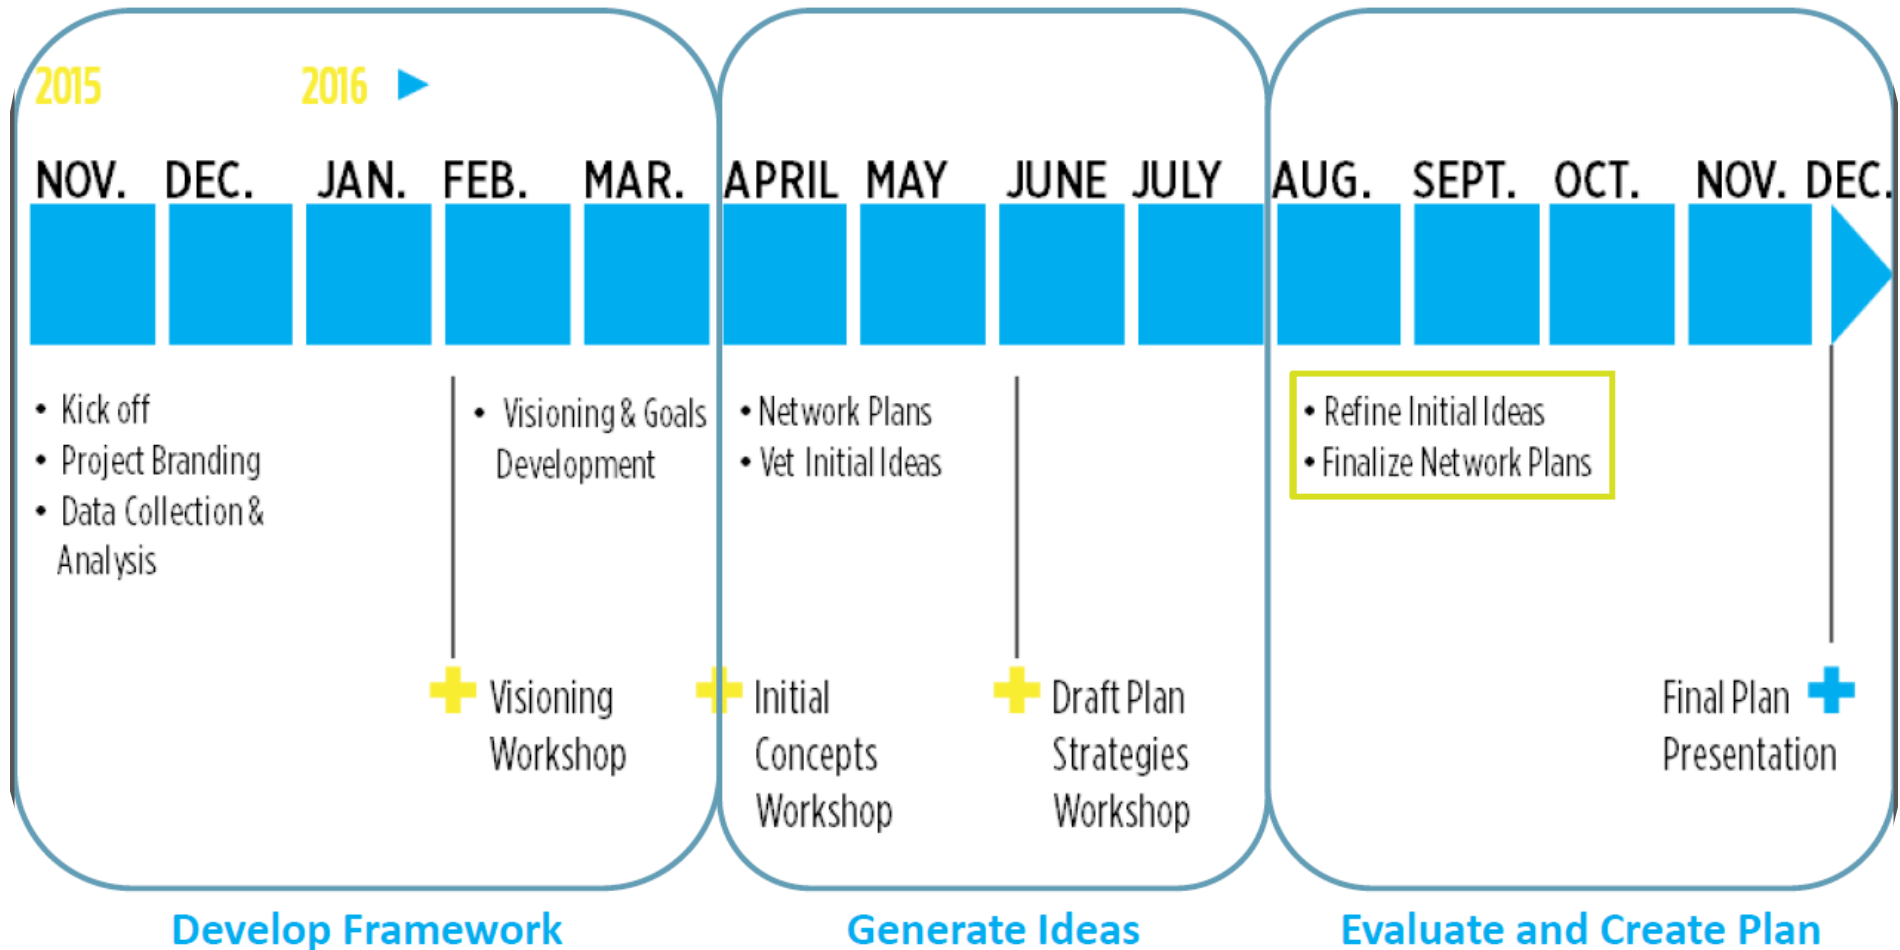 2015 2016
NOV. DEC. JAN. FEB. MAR. APRIL MAY JUNE JULY AUG. SEPT. OCT. NOV. DEC.
• Kick off
• Project Branding
• Data Collection &
Analysis
• Visioning & Goals
Development
• Network Plans
• Vet Initial Ideas
• Refine Initial Ideas
• Finalize Network Plans
Visioning
Workshop
Initial
Concepts
Workshop
Draft Plan
Strategies
Workshop
Final Plan
Presentation
Develop Framework
Generate Ideas
Evaluate and Create Plan